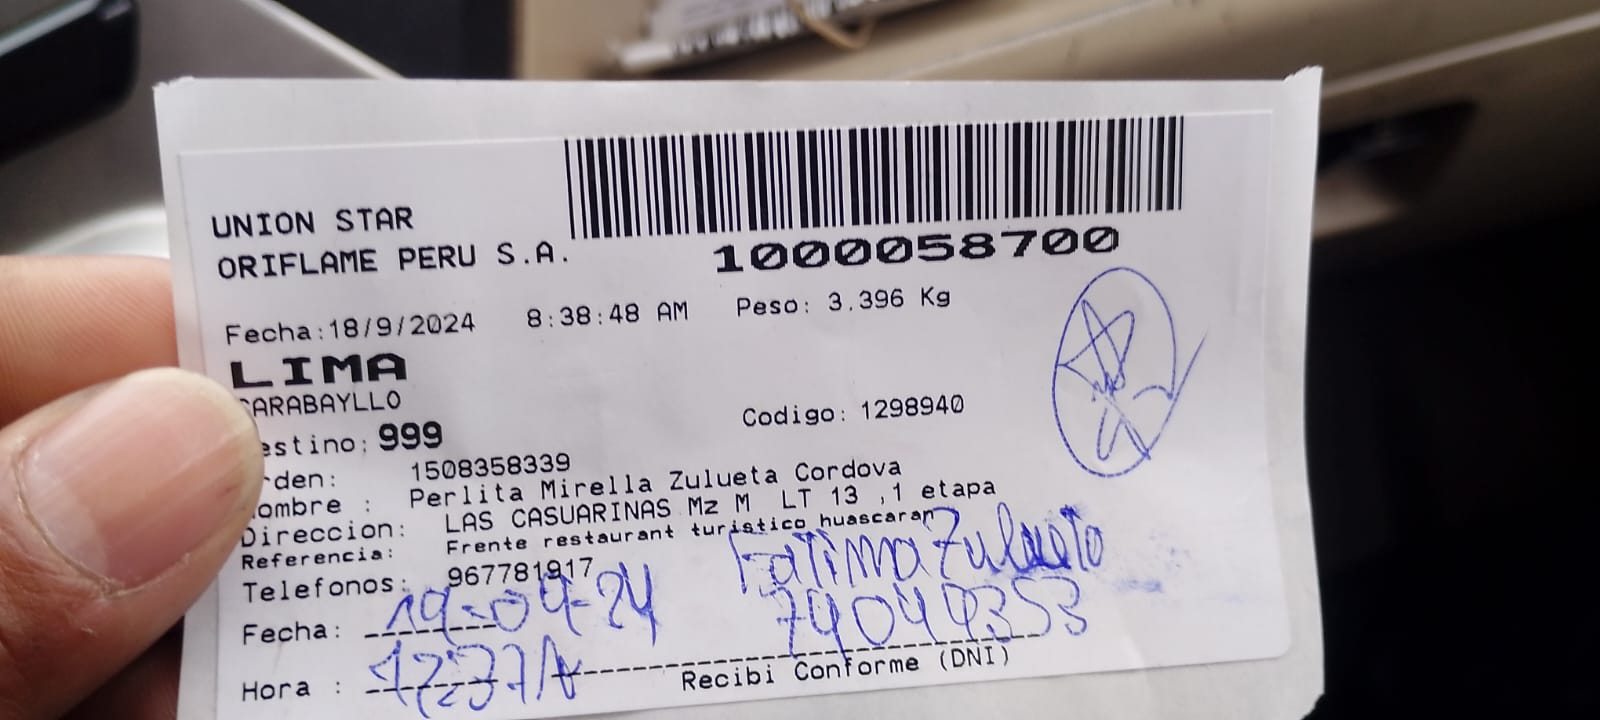 UNION STAR
ORIFLAME PERU S.A.
1000058700
Fecha:18/9/2024 8:38:48 AM Peso: 3.396 Kg
LIMA
CARABAYLLO
Codigo: 1298940
estino: 999
rden: 1508358339
ombre : Perlita Mirella Zulueta Cordova
Direccion: LAS CASUARINAS Mz M LT 13 ,1 etapa
Referencia: Frente restaurant turistico huascaran
Telefonos: 967781917
Fatima Zulueta
Fecha: 19-09-24
Hora :
Recibi Conforme (DNI)